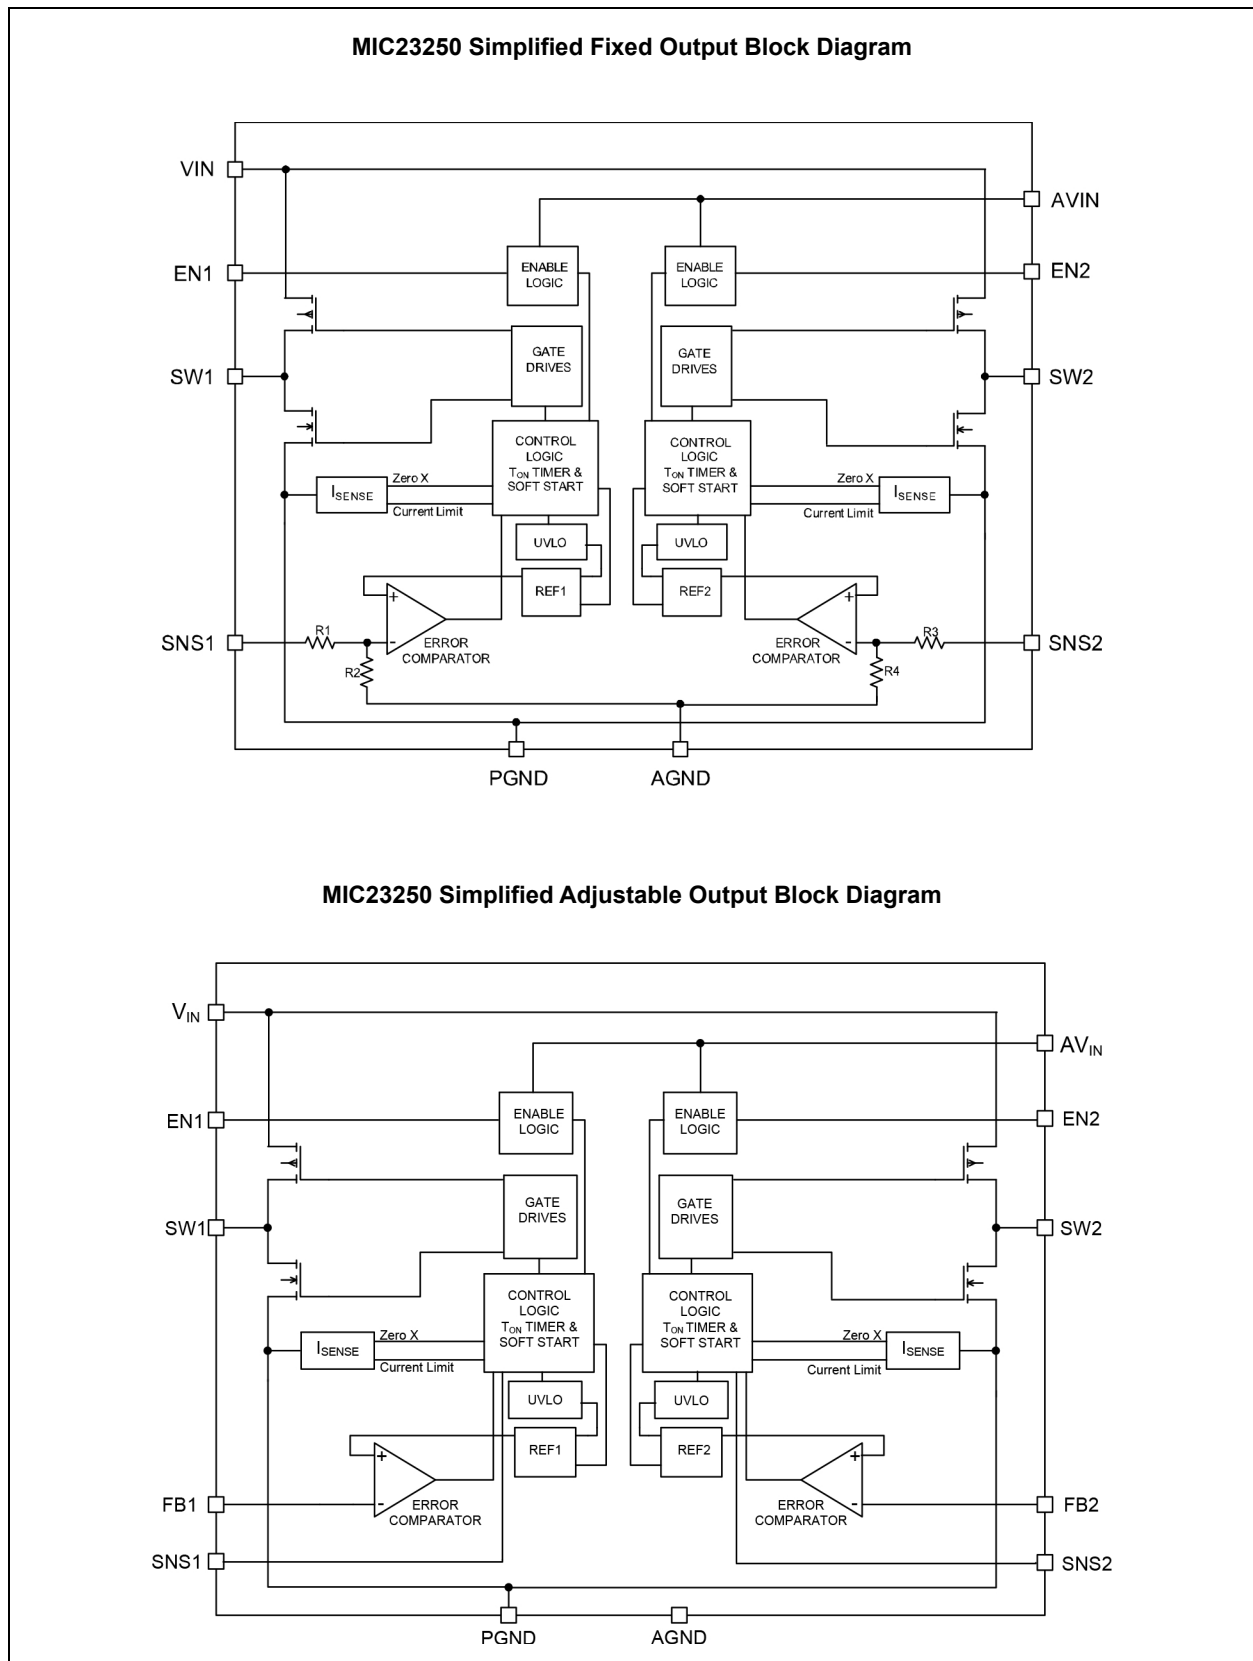 MIC23250 Simplified Fixed Output Block Diagram
VIN
AVIN
EN1
ENABLE
LOGIC
ENABLE
LOGIC
EN2
GATE
DRIVES
GATE
DRIVES
SW1
SW2
CONTROL
LOGIC
TON TIMER &
SOFT START
CONTROL
LOGIC
TON TIMER &
SOFT START
ISENSE
Zero X
Current Limit
Zero X
Current Limit
ISENSE
UVLO
UVLO
REF1
REF2
+
-
ERROR
COMPARATOR
+
-
ERROR
COMPARATOR
SNS1
R1
R2
R3
R4
SNS2
PGND
AGND
MIC23250 Simplified Adjustable Output Block Diagram
VIN
AVIN
EN1
ENABLE
LOGIC
ENABLE
LOGIC
EN2
GATE
DRIVES
GATE
DRIVES
SW1
SW2
CONTROL
LOGIC
TON TIMER &
SOFT START
CONTROL
LOGIC
TON TIMER &
SOFT START
ISENSE
Zero X
Current Limit
Zero X
Current Limit
ISENSE
UVLO
UVLO
REF1
REF2
+
-
ERROR
COMPARATOR
+
-
ERROR
COMPARATOR
FB1
FB2
SNS1
SNS2
PGND
AGND